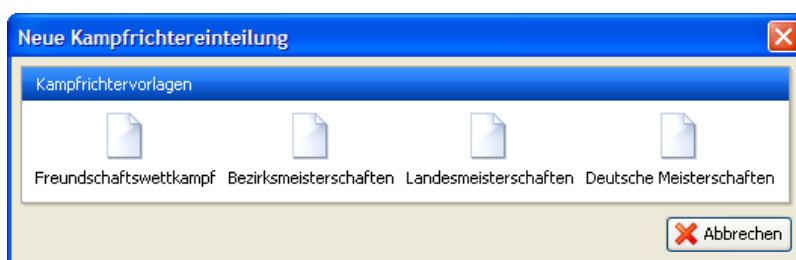 Neue Kampfrichtereinteilung
Kampfrichtervorlagen
Freundschaftswettkampf Bezirksmeisterschaften Landesmeisterschaften Deutsche Meisterschaften
Abbrechen